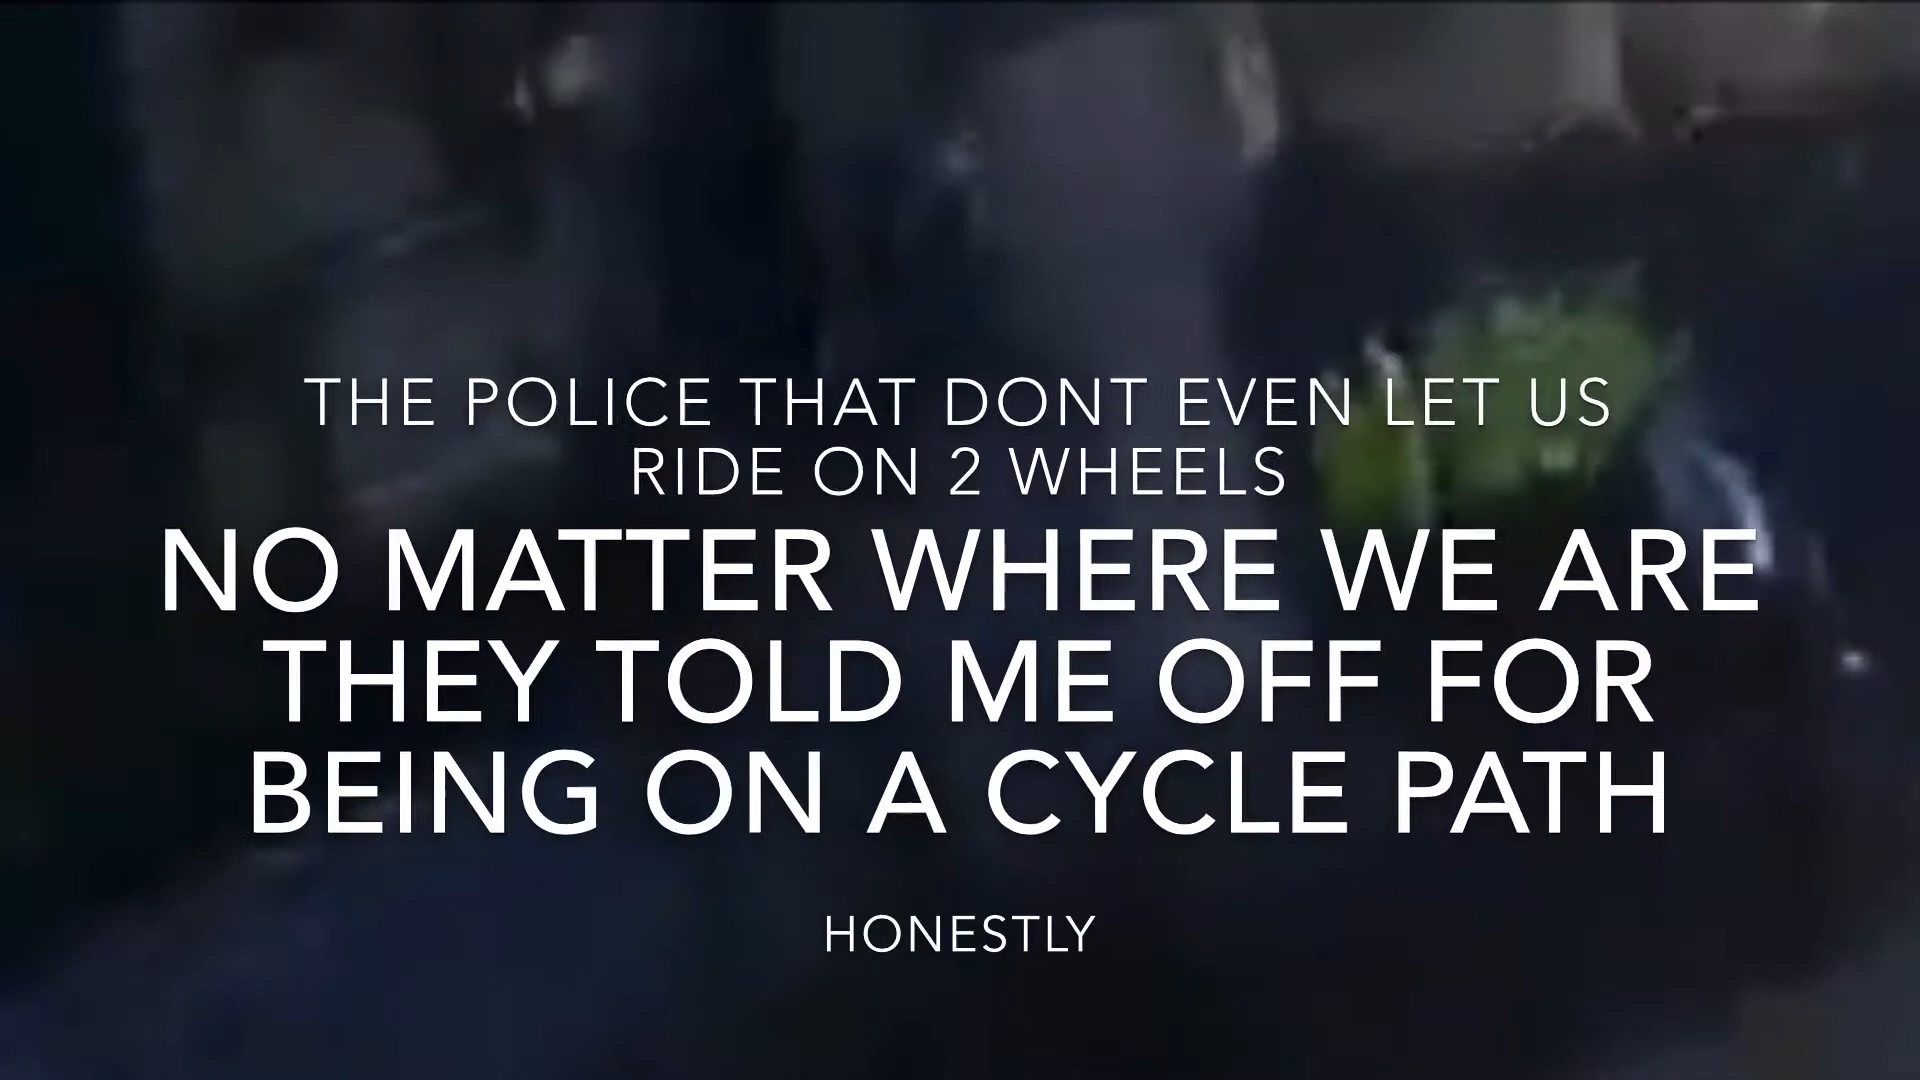 THE POLICE THAT DONT EVEN LET US
RIDE ON 2 WHEELS
NO MATTER WHERE WE ARE
THEY TOLD ME OFF FOR
BEING ON A CYCLE PATH
HONESTLY